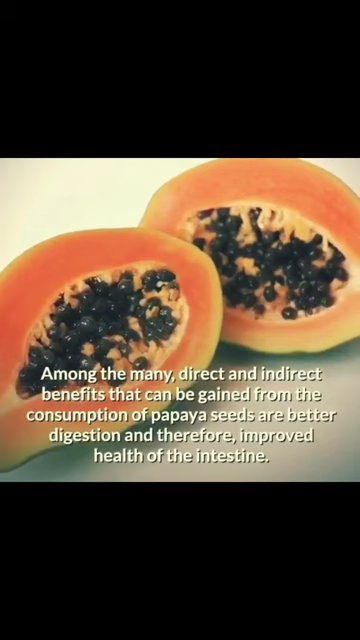 Among the many, direct and indirect
benefits that can be gained from the
consumption of papaya seeds are better
digestion and therefore, improved
health of the intestine.